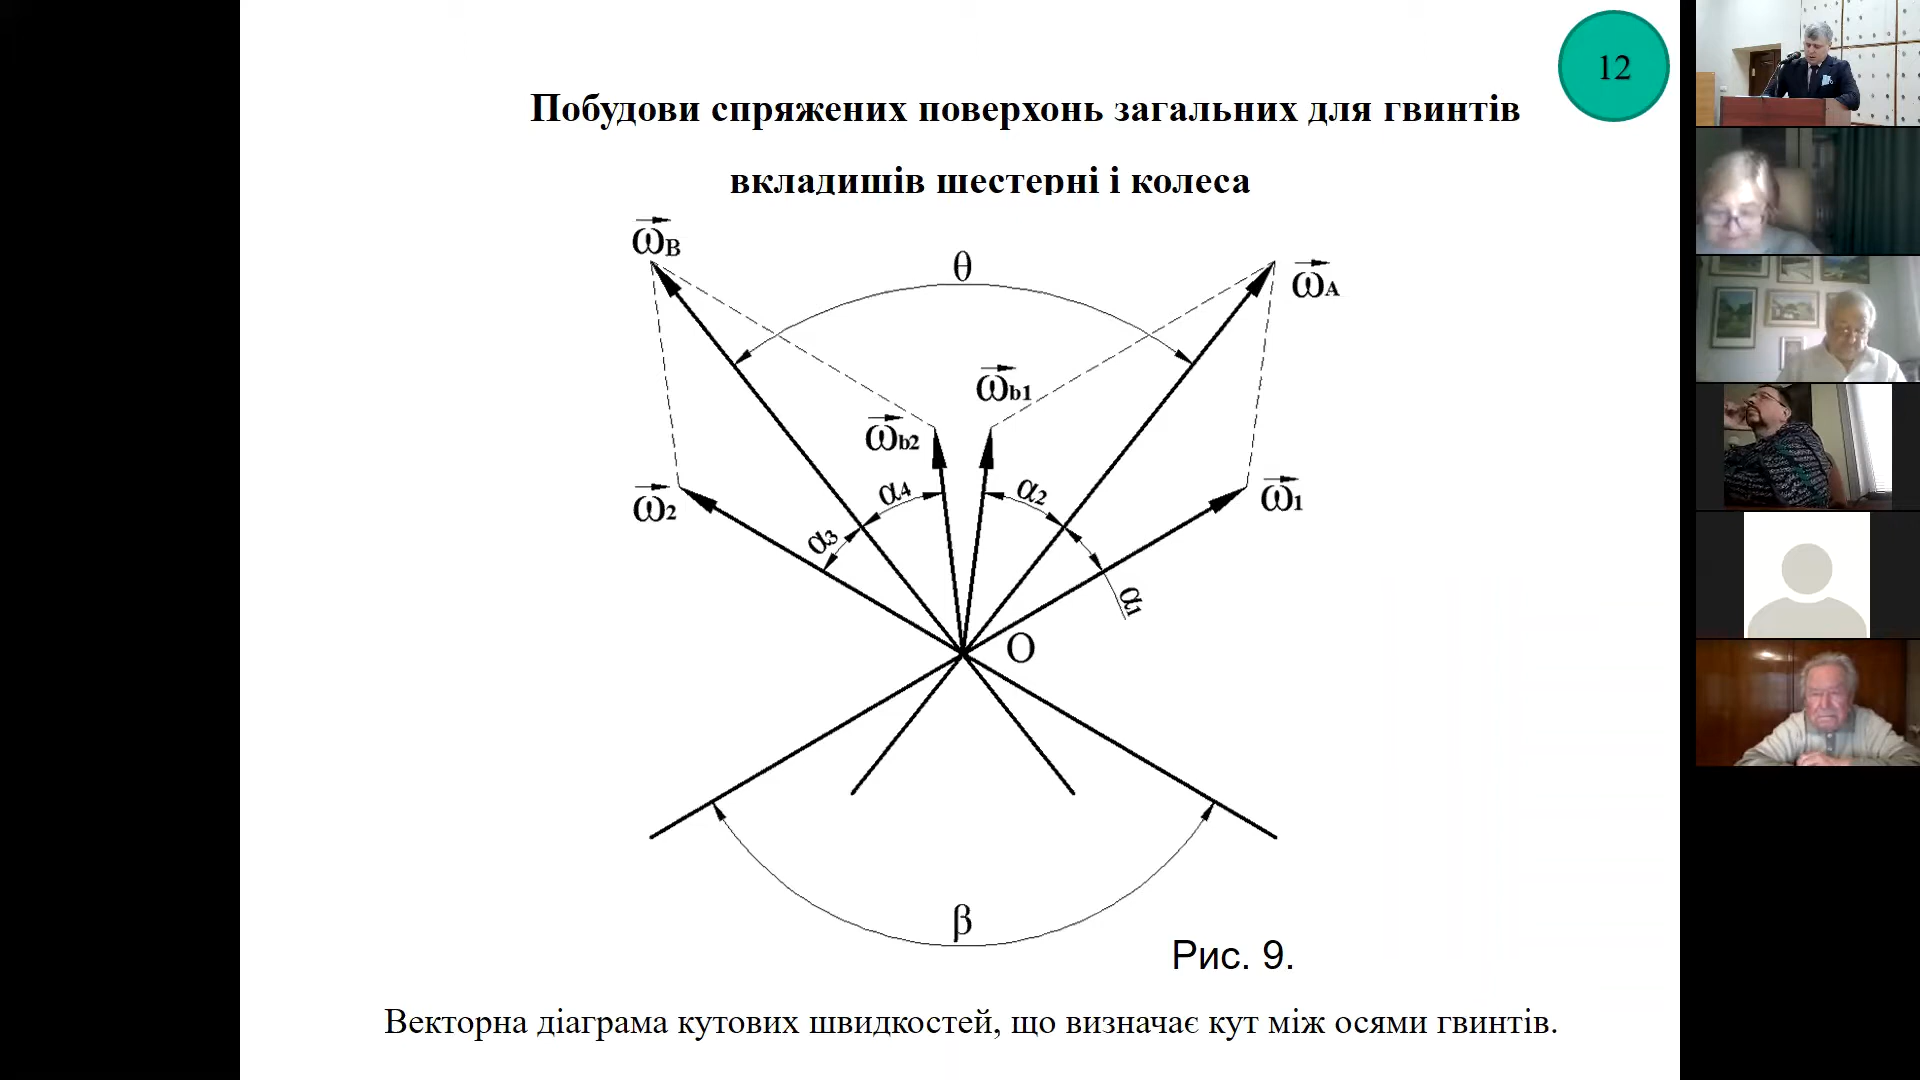 12
Побудови спряжених поверхонь загальних для гвинтів
вкладишів шестерні і колеса
ωB
θ
ωA
ωb1
ωb2
ω2
α4
α2
ω1
α3
α1
O
β
Рис. 9.
Векторна діаграма кутових швидкостей, що визначає кут між осями гвинтів.